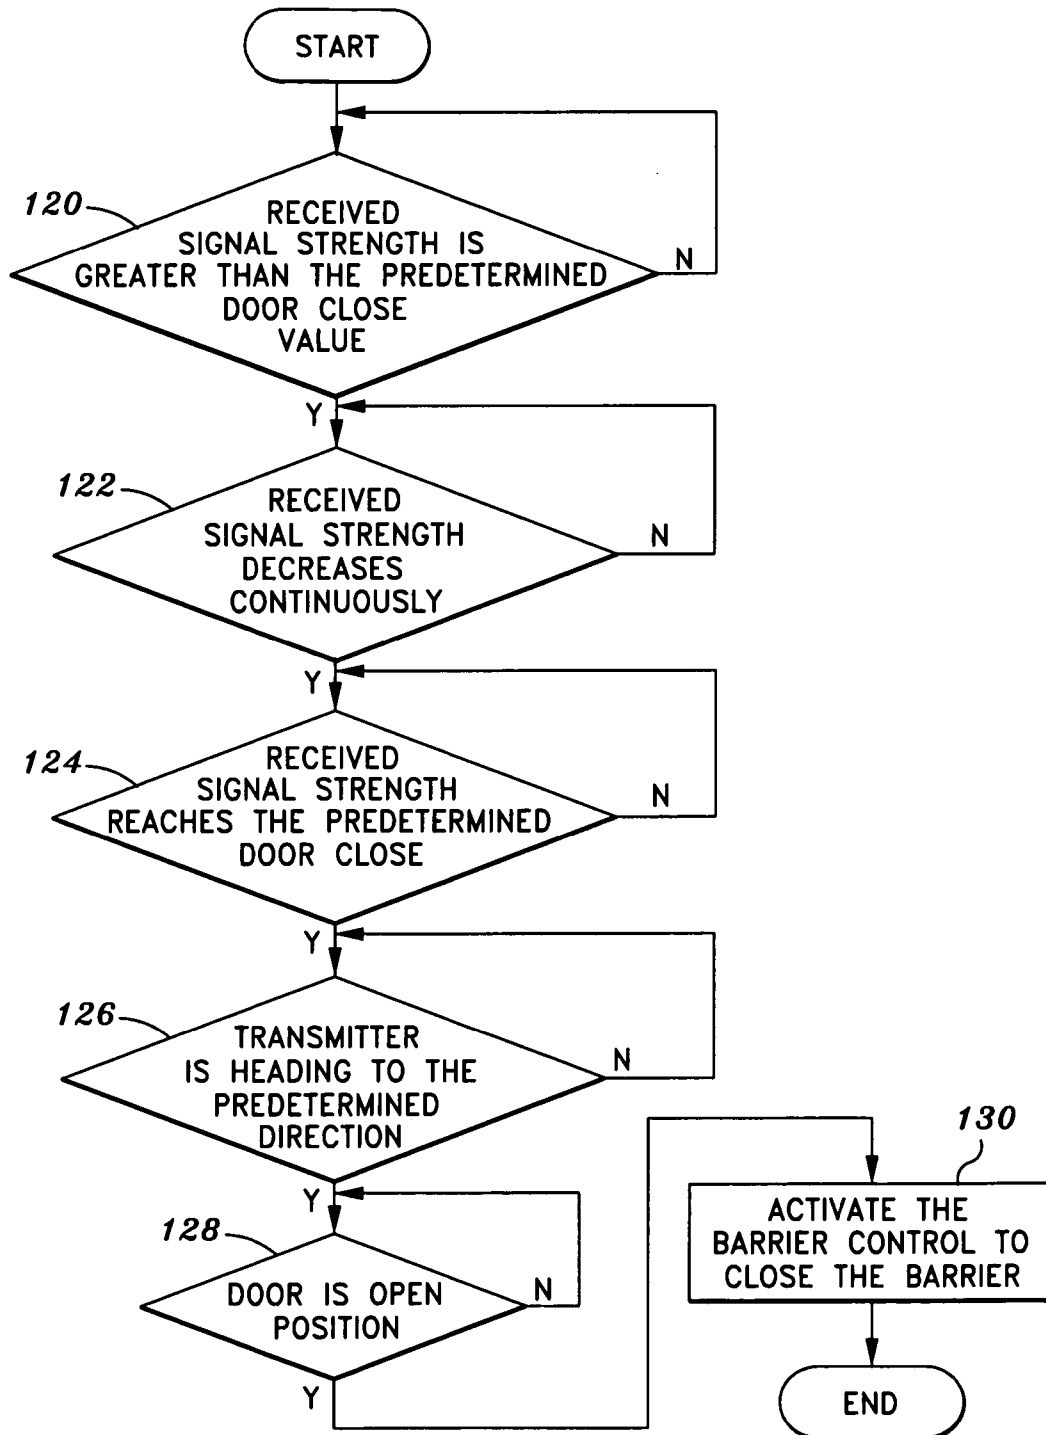 START
120
RECEIVED
SIGNAL STRENGTH IS
GREATER THAN THE PREDETERMINED
DOOR CLOSE
VALUE
N
Y
122
RECEIVED
SIGNAL STRENGTH
DECREASES
CONTINUOUSLY
N
Y
124
RECEIVED
SIGNAL STRENGTH
REACHES THE PREDETERMINED
DOOR CLOSE
N
Y
126
TRANSMITTER
IS HEADING TO THE
PREDETERMINED
DIRECTION
N
Y
128
DOOR IS OPEN
POSITION
N
Y
130
ACTIVATE THE
BARRIER CONTROL TO
CLOSE THE BARRIER
END